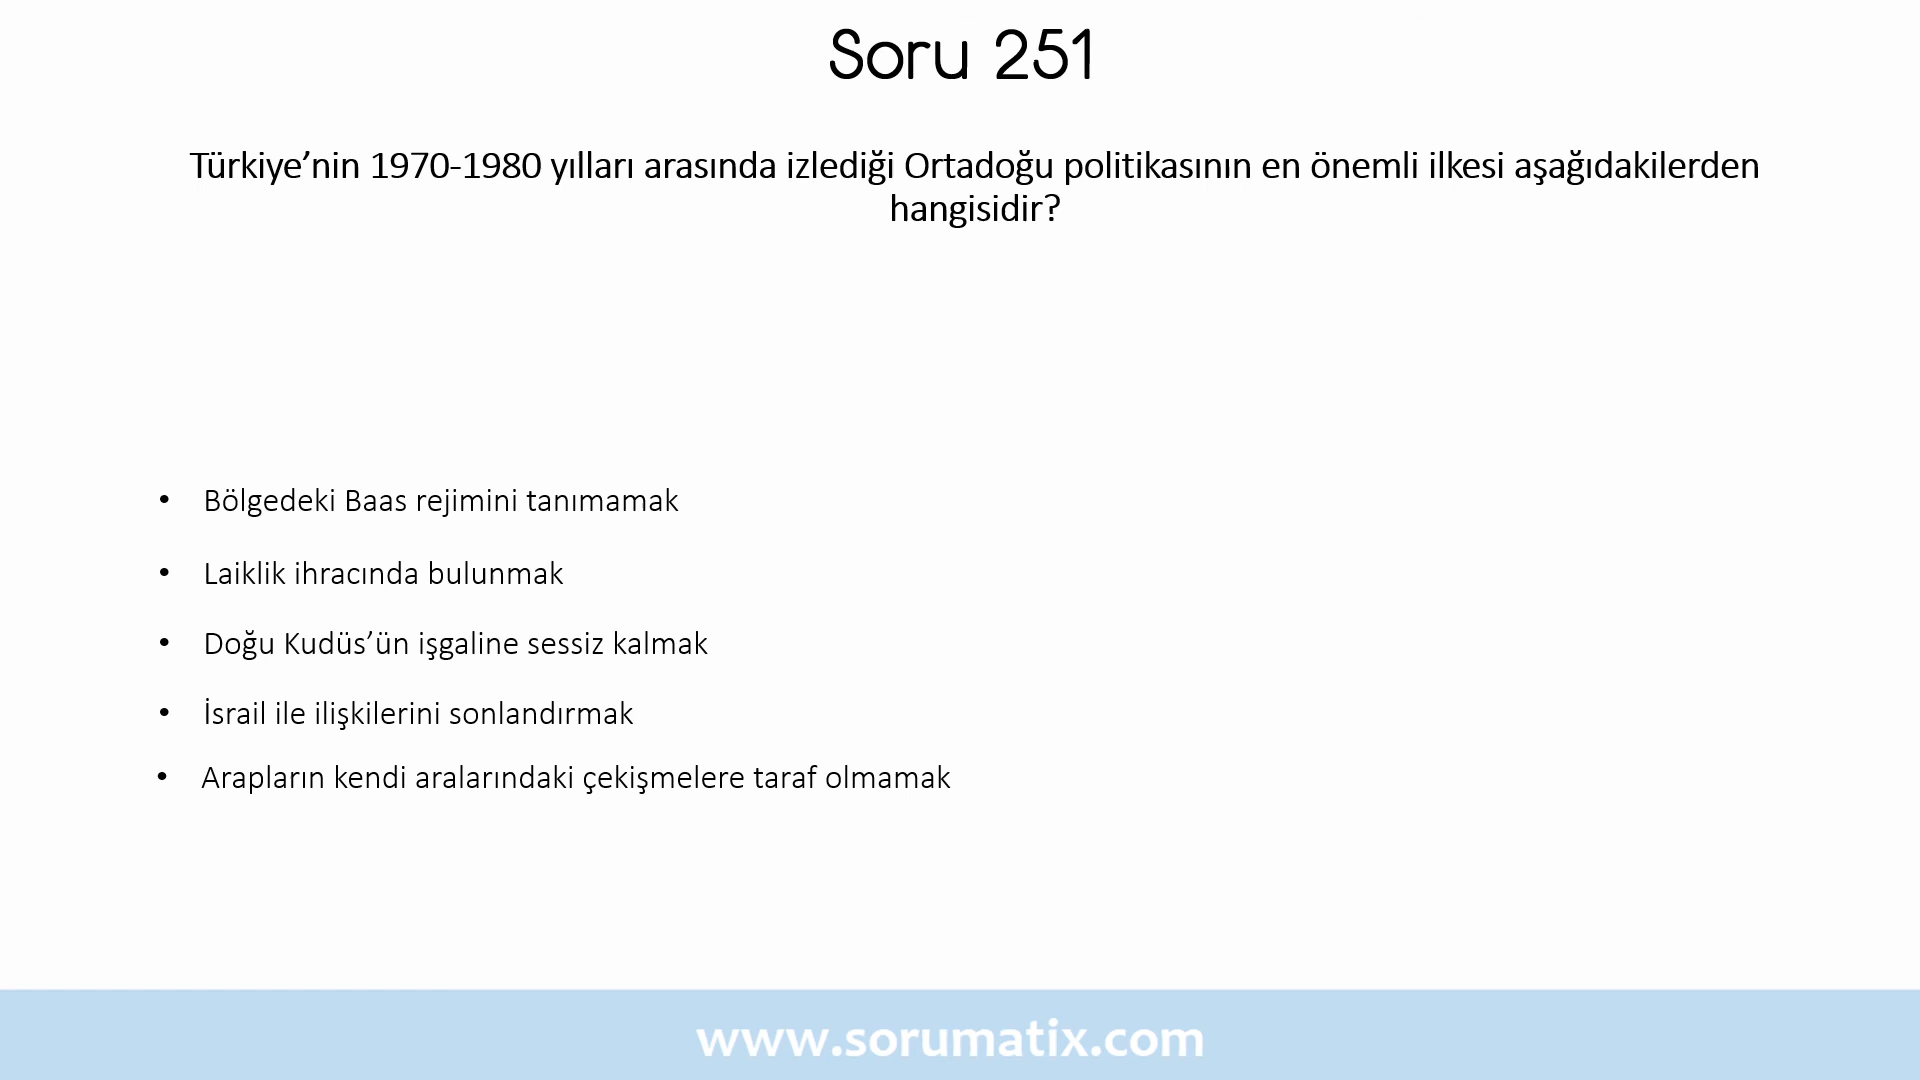 Soru 251
Türkiye’nin 1970-1980 yılları arasında izlediği Ortadoğu politikasının en önemli ilkesi aşağıdakilerden
hangisidir?
• Bölgedeki Baas rejimini tanımamak
• Laiklik ihracında bulunmak
• Doğu Kudüs’ün işgaline sessiz kalmak
• İsrail ile ilişkilerini sonlandırmak
• Arapların kendi aralarındaki çekişmelere taraf olmamak
www.sorumatix.com